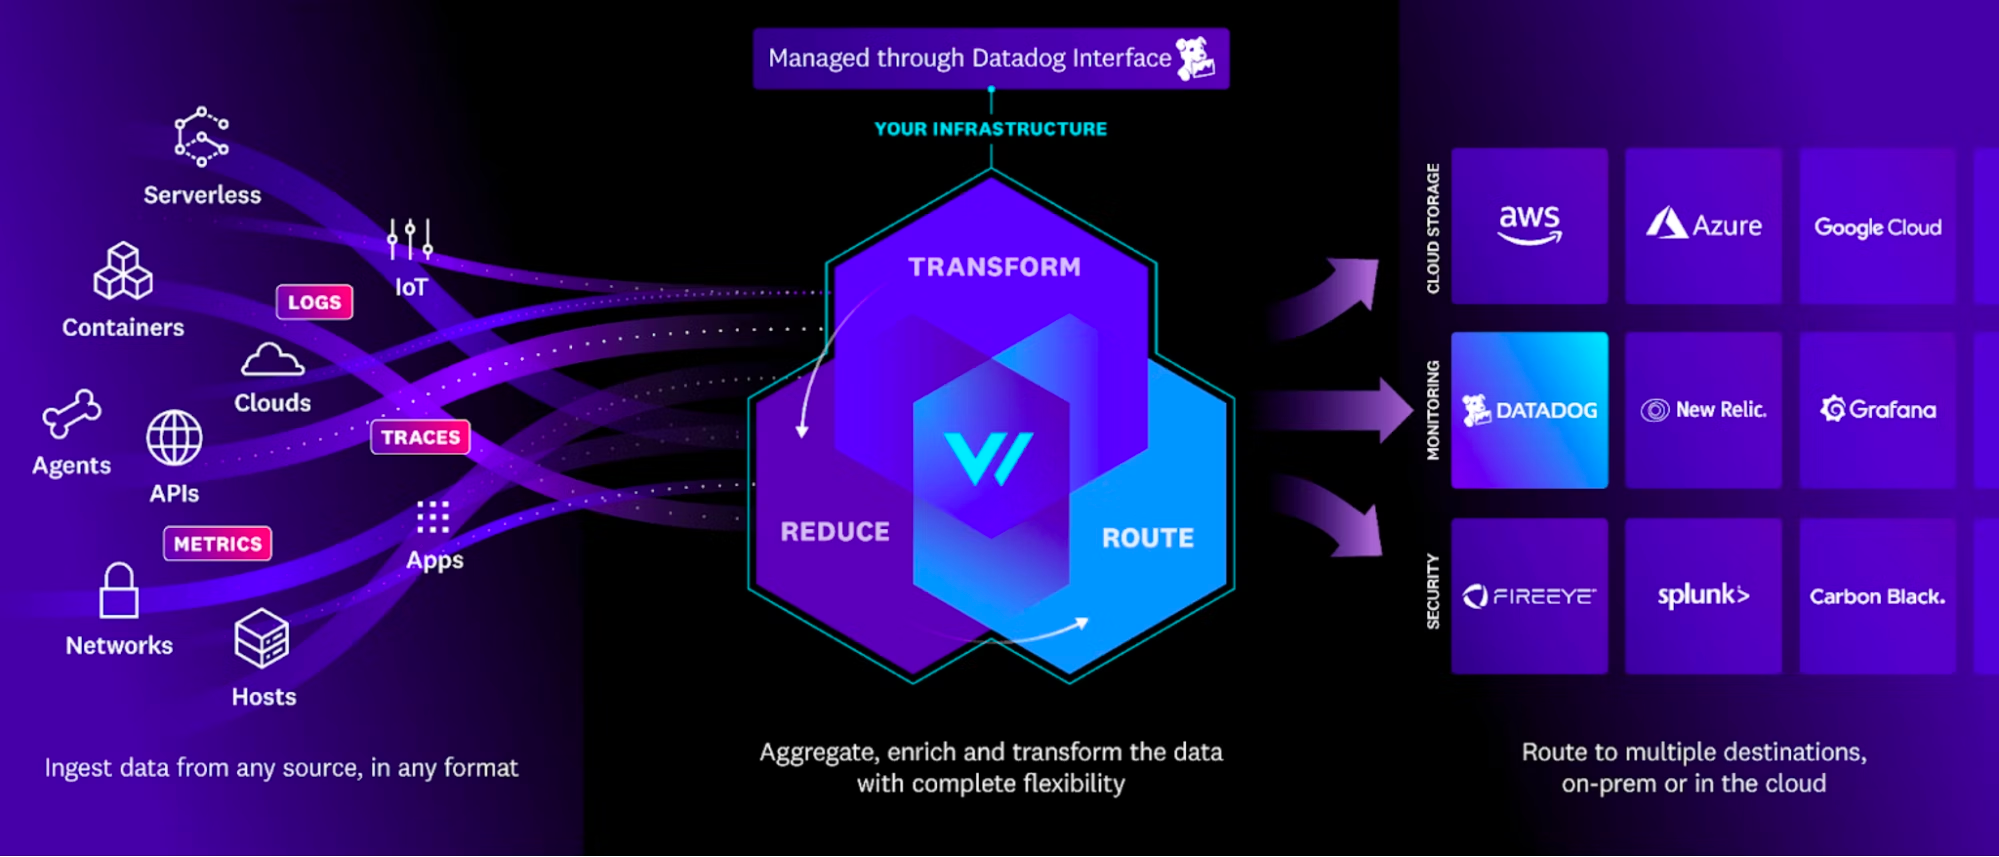 Managed through Datadog Interface
YOUR INFRASTRUCTURE
Serverless
IoT
Containers
LOGS
Clouds
Agents
APIs
TRACES
METRICS
Apps
Networks
Hosts
Ingest data from any source, in any format
TRANSFORM
REDUCE
ROUTE
Aggregate, enrich and transform the data
with complete flexibility
CLOUD STORAGE
aws
Azure
Google Cloud
MONITORING
DATADOG
New Relic.
Grafana
SECURITY
FIREEYE
splunk>
Carbon Black.
Route to multiple destinations,
on-prem or in the cloud